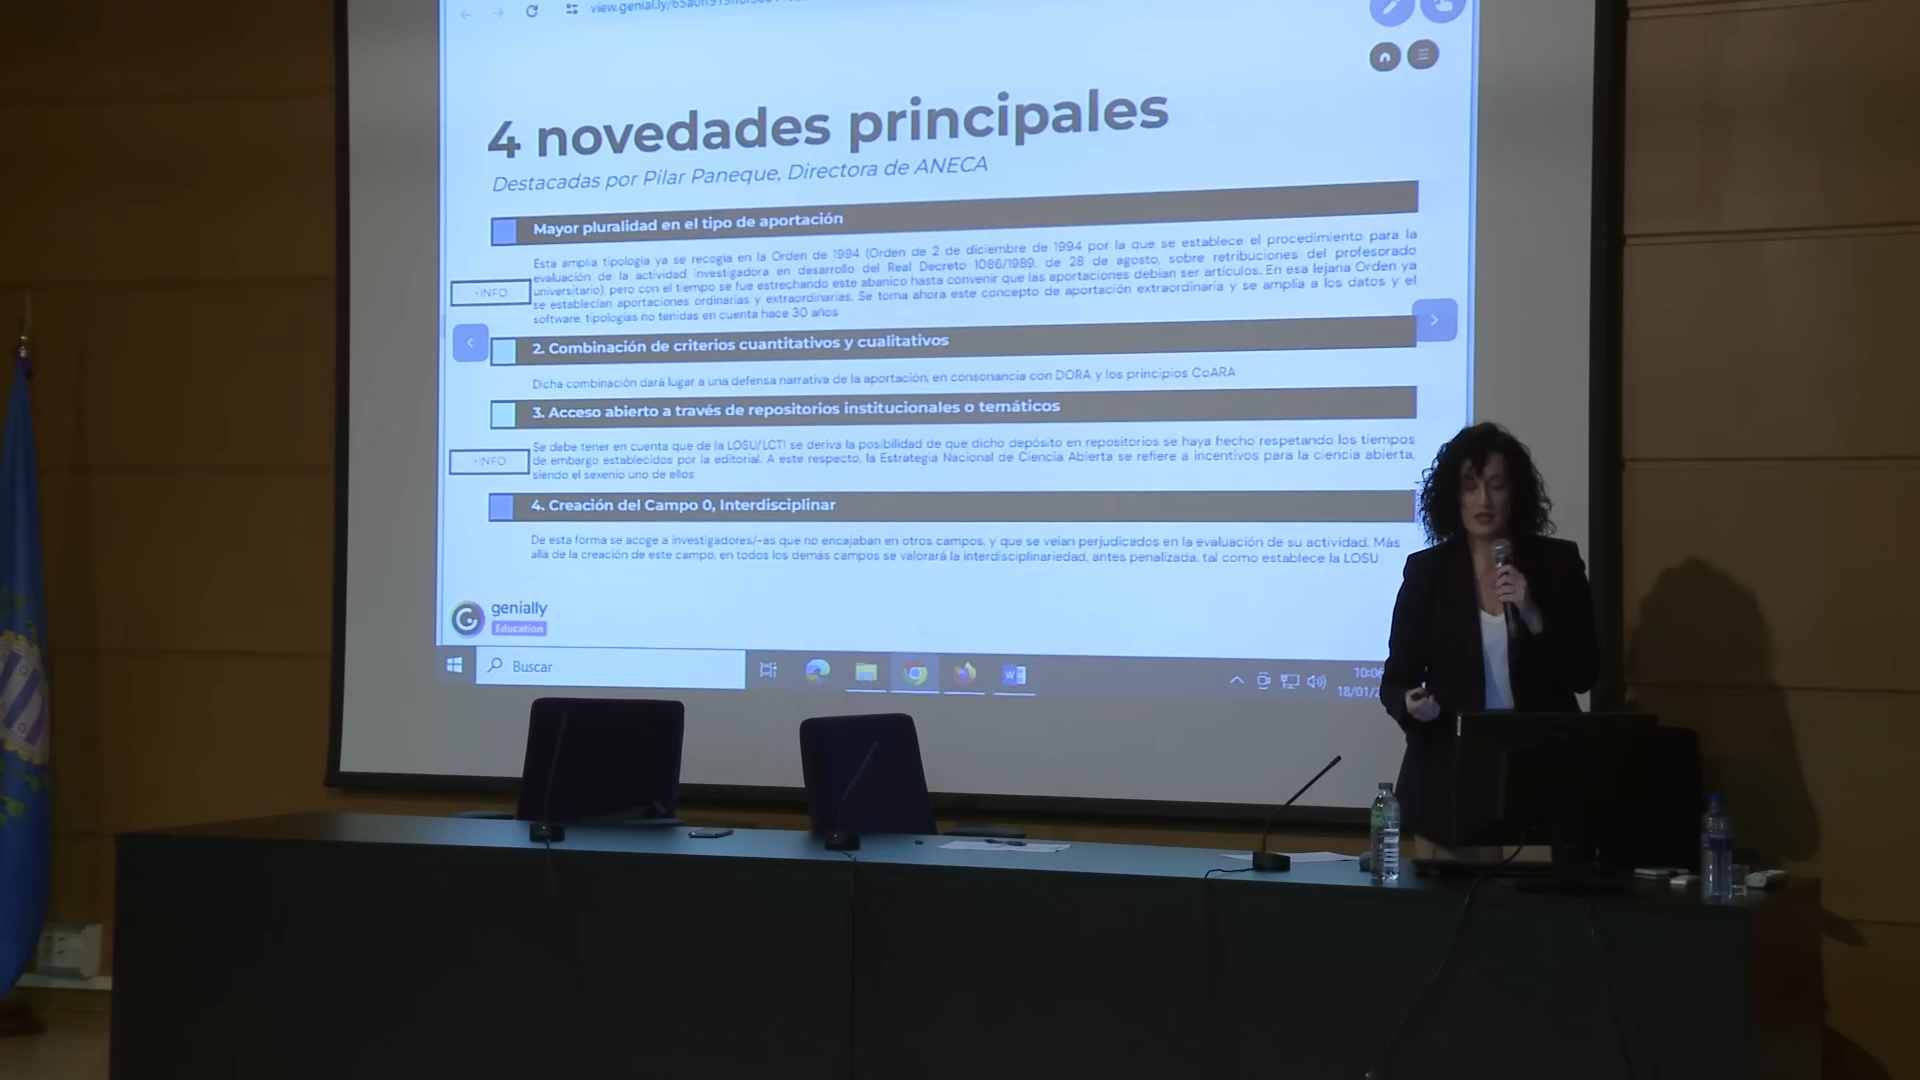 view.genial.ly/
4 novedades principales
Destacadas por Pilar Paneque, Directora de ANECA
Mayor pluralidad en el tipo de aportación
Esta amplia tipología ya se recogía en la Orden de 1994 (Orden de 2 de diciembre de 1994 por la que se establece el procedimiento para la
evaluación de la actividad investigadora en desarrollo del Real Decreto 1086/1989, de 28 de agosto, sobre retribuciones del profesorado
universitario), pero con el tiempo se fue estrechando este abanico hasta convenir que las aportaciones debían ser artículos. En esa lejana Orden ya
se establecían aportaciones ordinarias y extraordinarias. Se toma ahora este concepto de aportación extraordinaria y se amplía a los datos y el
software, tipologías no tenidas en cuenta hace 30 años
+INFO
2. Combinación de criterios cuantitativos y cualitativos
Dicha combinación dará lugar a una defensa narrativa de la aportación, en consonancia con DORA y los principios CoARA
3. Acceso abierto a través de repositorios institucionales o temáticos
Se debe tener en cuenta que de la LOSU/LCTI se deriva la posibilidad de que dicho depósito en repositorios se haya hecho respetando los tiempos
de embargo establecidos por la editorial. A este respecto, la Estrategia Nacional de Ciencia Abierta se refiere a incentivos para la ciencia abierta,
siendo el sexenio uno de ellos
+INFO
4. Creación del Campo 0, Interdisciplinar
De esta forma se acoge a investigadores/-as que no encajaban en otros campos, y que se veían perjudicados en la evaluación de su actividad. Más
allá de la creación de este campo, en todos los demás campos se valorará la interdisciplinariedad, antes penalizada, tal como establece la LOSU
genially
Education
Buscar
10:06
18/01/